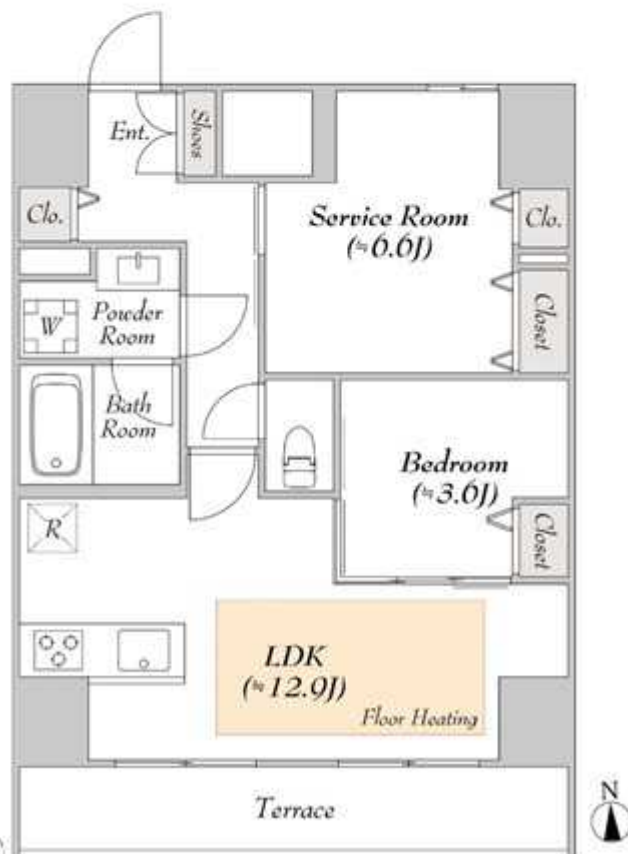 Ent.
Shoes
Clo.
Service Room
(≒6.6J)
Clo.
W
Powder
Room
Closet
Bath
Room
Bedroom
(≒3.6J)
Closet
R
LDK
(≒12.9J)
Floor Heating
Terrace
N